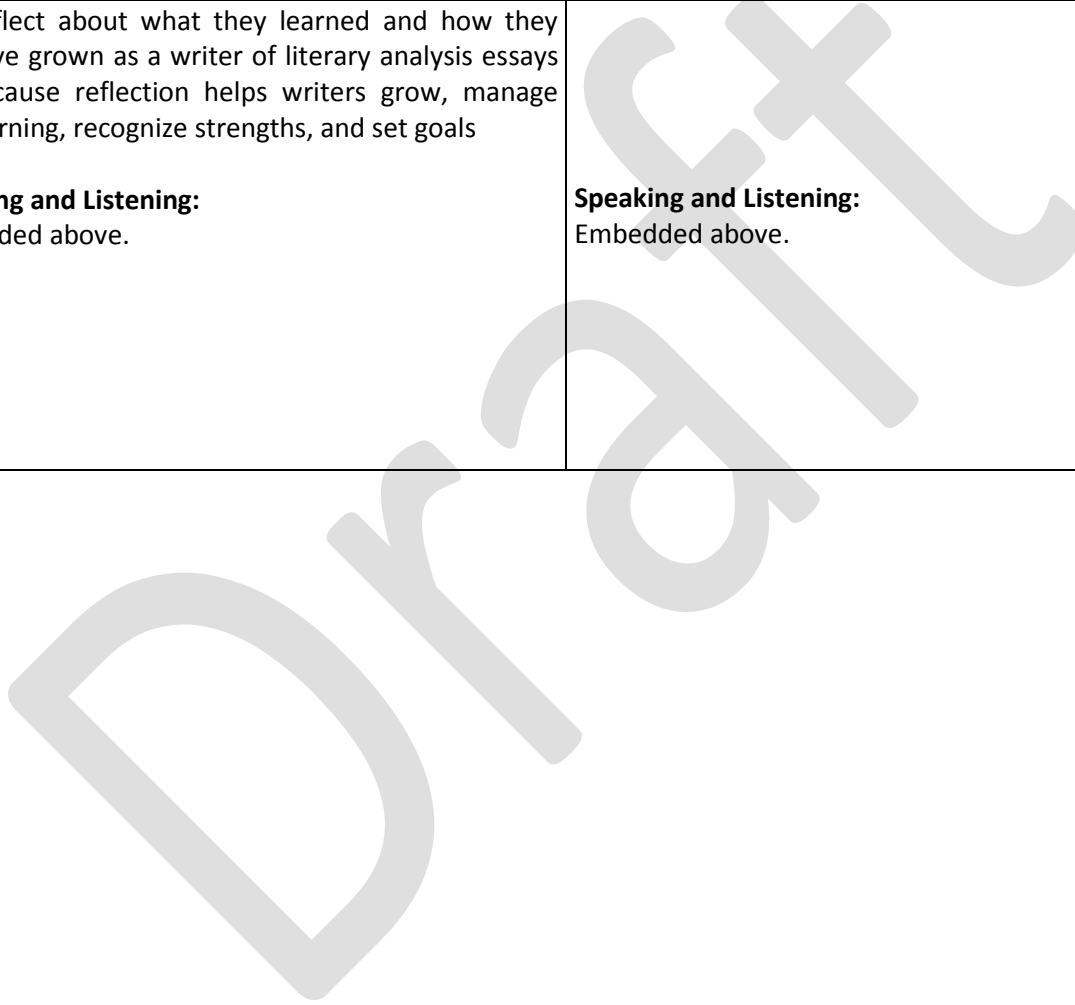 flect about what they learned and how they
ve grown as a writer of literary analysis essays
cause reflection helps writers grow, manage
rning, recognize strengths, and set goals
ng and Listening:
ded above.
Speaking and Listening:
Embedded above.
Draft